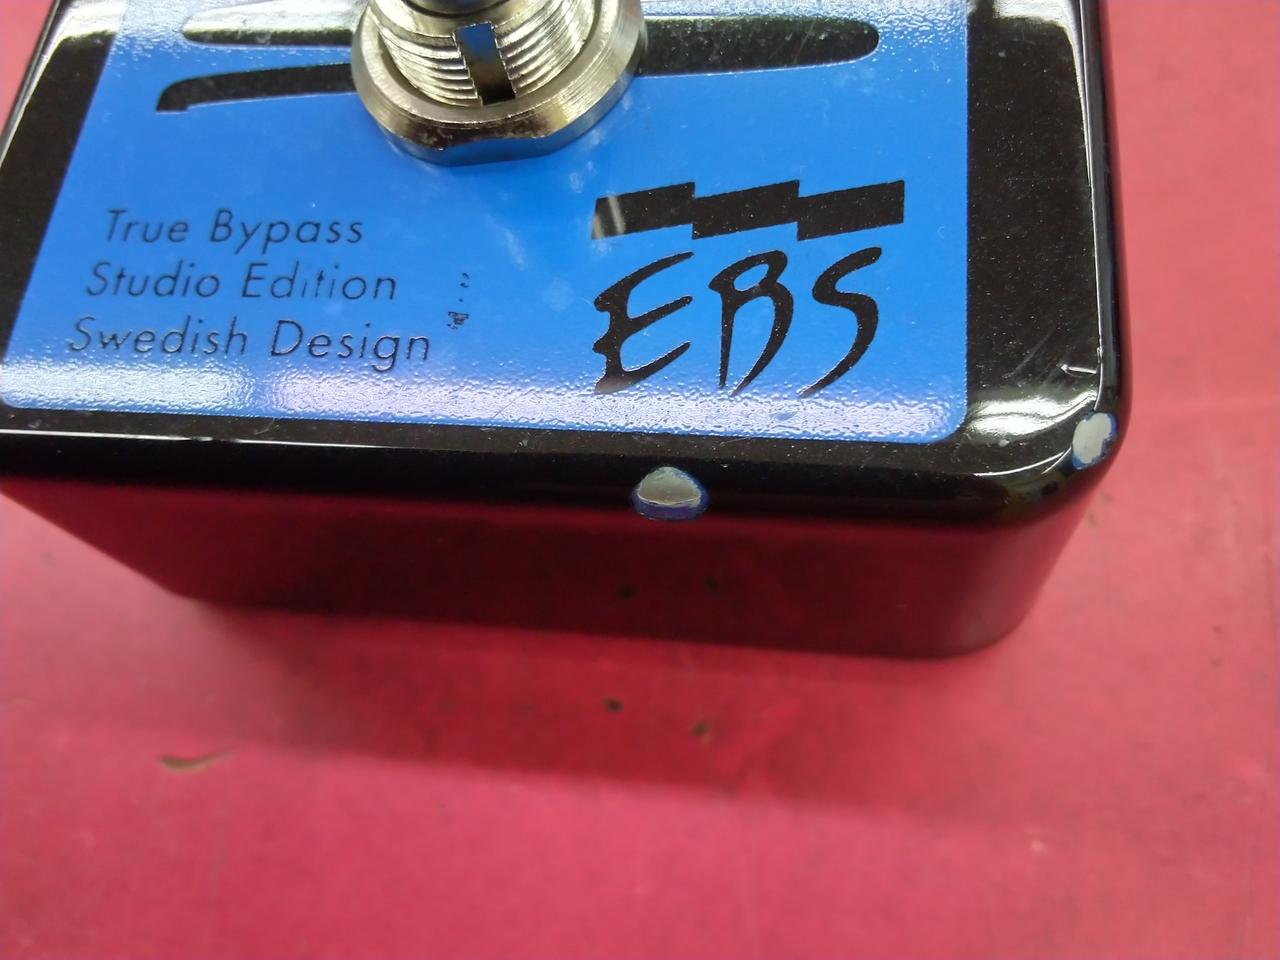 True Bypass
Studio Edition
Swedish Design
EBS